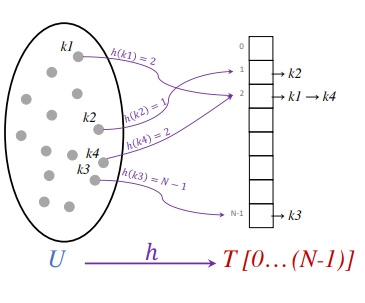 k1
h(k1) = 2
0
1
→ k2
2
→ k1 → k4
k2
h(k2) = 1
h(k4) = 2
k4
k3
h(k3) = N − 1
N-1
→ k3
U
h
T [0… (N-1)]